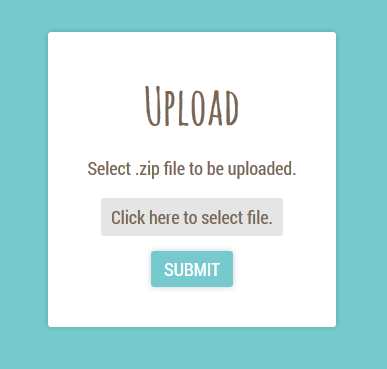 Upload
Select .zip file to be uploaded.
Click here to select file.
SUBMIT